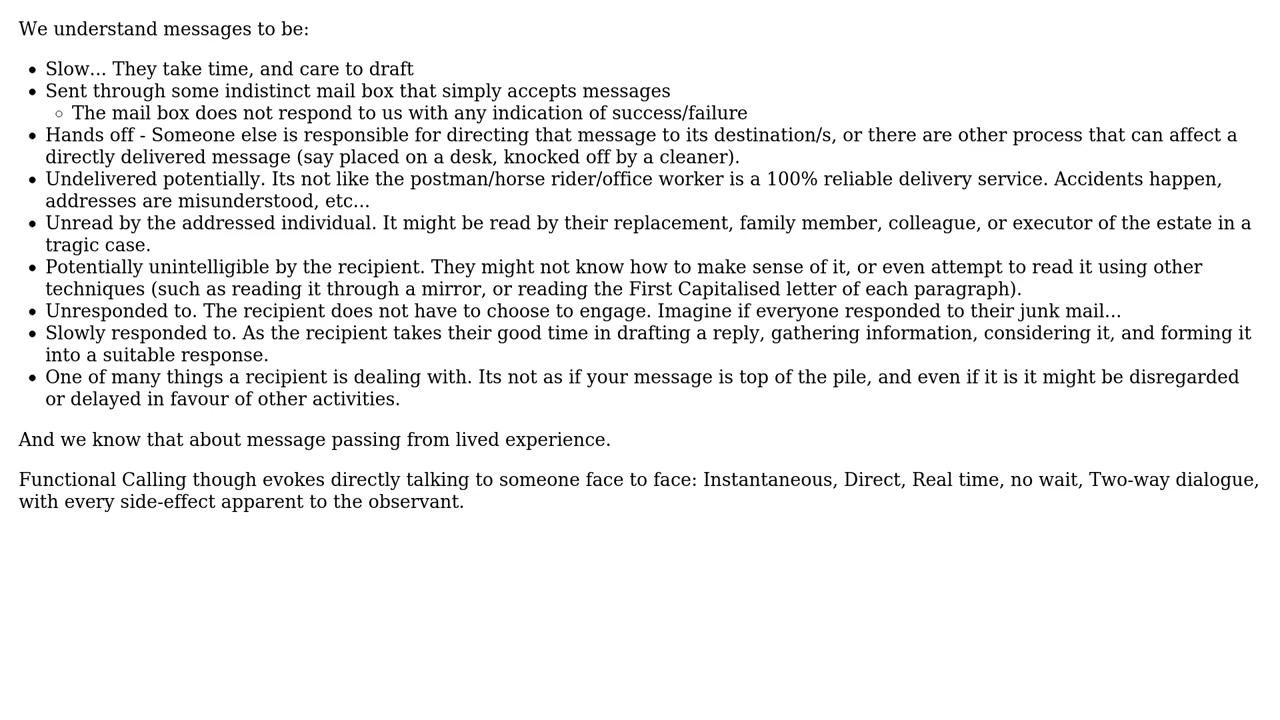 We understand messages to be:
Slow... They take time, and care to draft
Sent through some indistinct mail box that simply accepts messages
The mail box does not respond to us with any indication of success/failure
Hands off - Someone else is responsible for directing that message to its destination/s, or there are other process that can affect a
directly delivered message (say placed on a desk, knocked off by a cleaner).
Undelivered potentially. Its not like the postman/horse rider/office worker is a 100% reliable delivery service. Accidents happen,
addresses are misunderstood, etc...
Unread by the addressed individual. It might be read by their replacement, family member, colleague, or executor of the estate in a
tragic case.
Potentially unintelligible by the recipient. They might not know how to make sense of it, or even attempt to read it using other
techniques (such as reading it through a mirror, or reading the First Capitalised letter of each paragraph).
Unresponded to. The recipient does not have to choose to engage. Imagine if everyone responded to their junk mail...
Slowly responded to. As the recipient takes their good time in drafting a reply, gathering information, considering it, and forming it
into a suitable response.
One of many things a recipient is dealing with. Its not as if your message is top of the pile, and even if it is it might be disregarded
or delayed in favour of other activities.
And we know that about message passing from lived experience.
Functional Calling though evokes directly talking to someone face to face: Instantaneous, Direct, Real time, no wait, Two-way dialogue,
with every side-effect apparent to the observant.